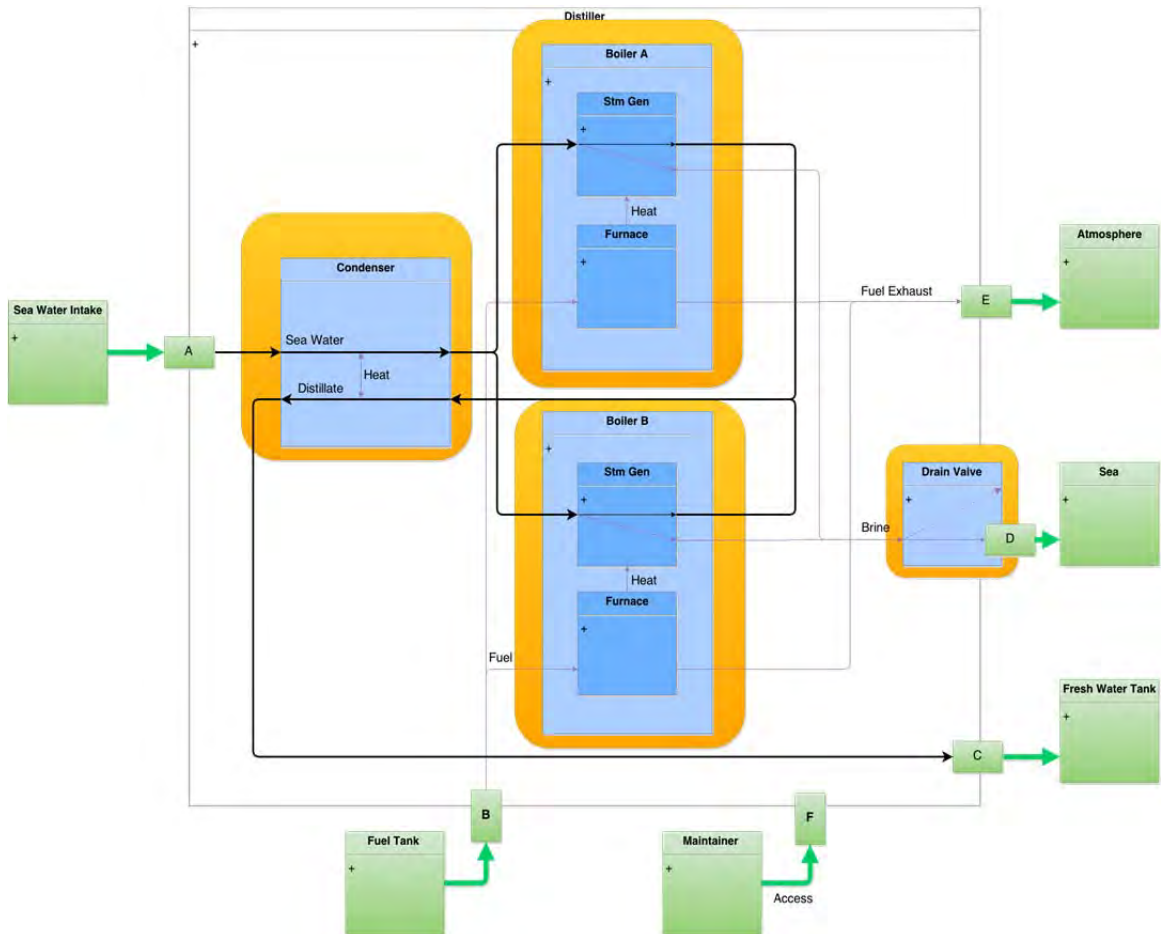 Distiller
+
Boiler A
+
Stm Gen
+
Heat
Furnace
+
Condenser
Sea Water
Heat
Distillate
Sea Water Intake
+
A
Fuel Exhaust
E
Atmosphere
+
Boiler B
+
Stm Gen
+
Heat
Furnace
+
Brine
Drain Valve
+
D
Sea
+
Fuel
Fresh Water Tank
+
C
B
F
Fuel Tank
+
Maintainer
+
Access